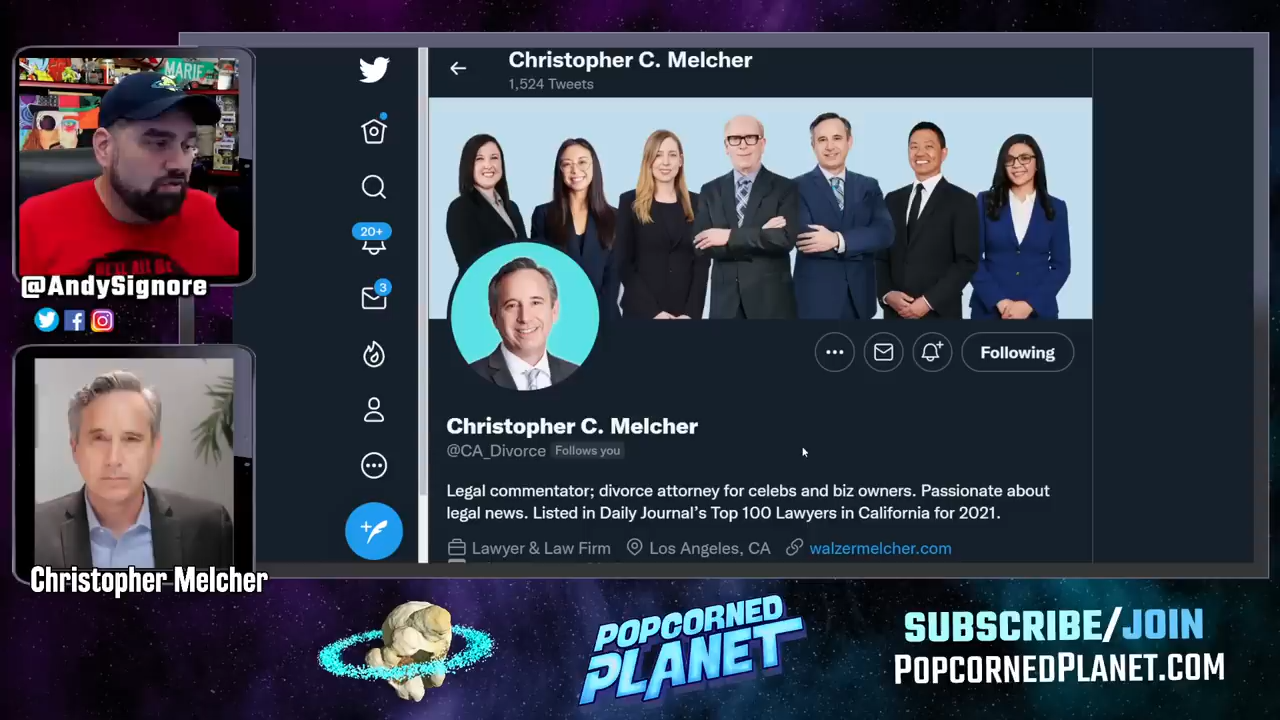 MARIE
@AndySignore
Christopher Melcher
20+
3
Christopher C. Melcher
1,524 Tweets
Following
Christopher C. Melcher
@CA_Divorce Follows you
Legal commentator; divorce attorney for celebs and biz owners. Passionate about
legal news. Listed in Daily Journal's Top 100 Lawyers in California for 2021.
Lawyer & Law Firm Los Angeles, CA walzermelcher.com
POPCORNED
PLANET
SUBSCRIBE/JOIN
POPCORNEDPLANET.COM